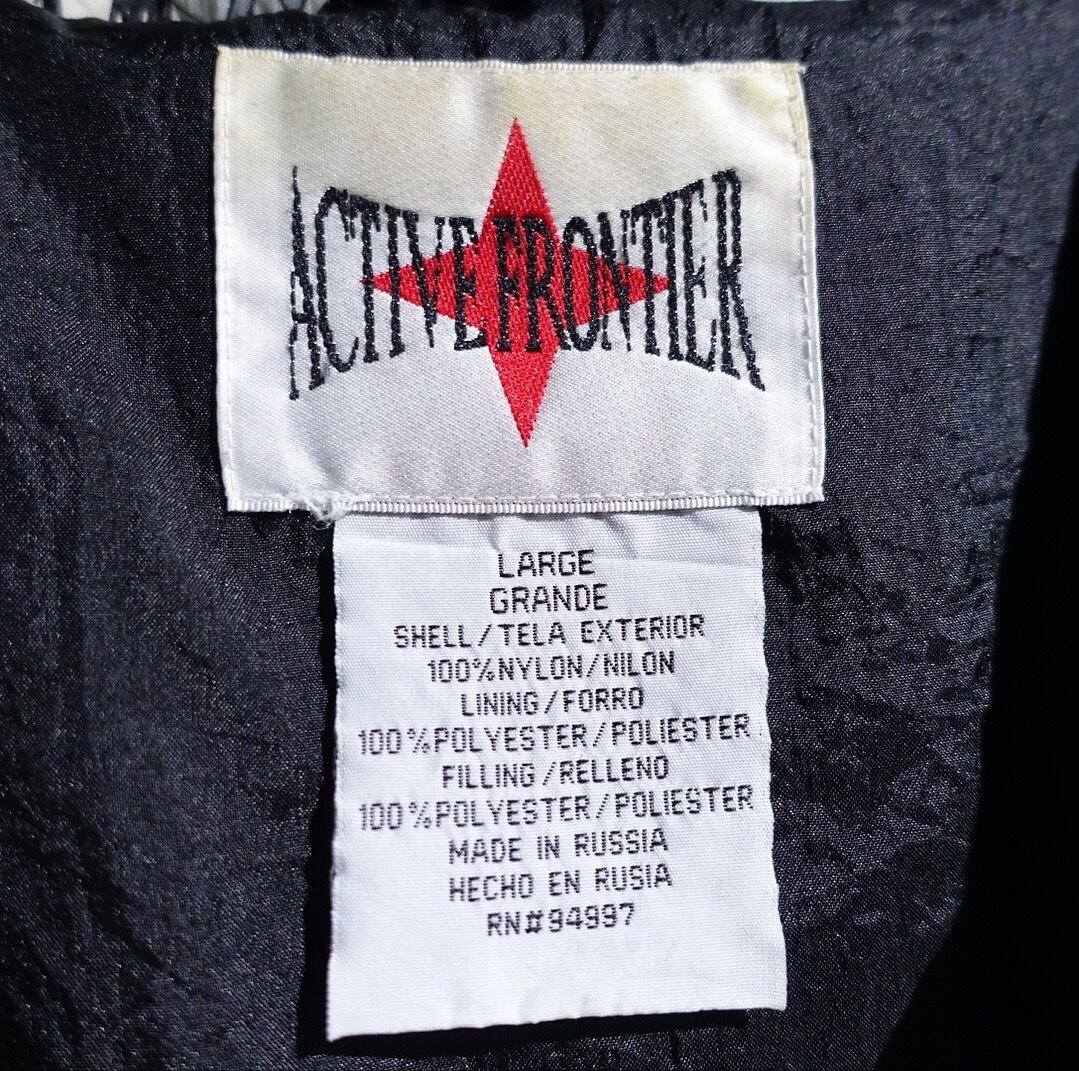 ACTIVE FRONTIER
LARGE
GRANDE
SHELL/TELA EXTERIOR
100%NYLON/NILON
LINING/FORRO
100%POLYESTER/POLIESTER
FILLING/RELLENO
100%POLYESTER/POLIESTER
MADE IN RUSSIA
HECHO EN RUSIA
RN#94997